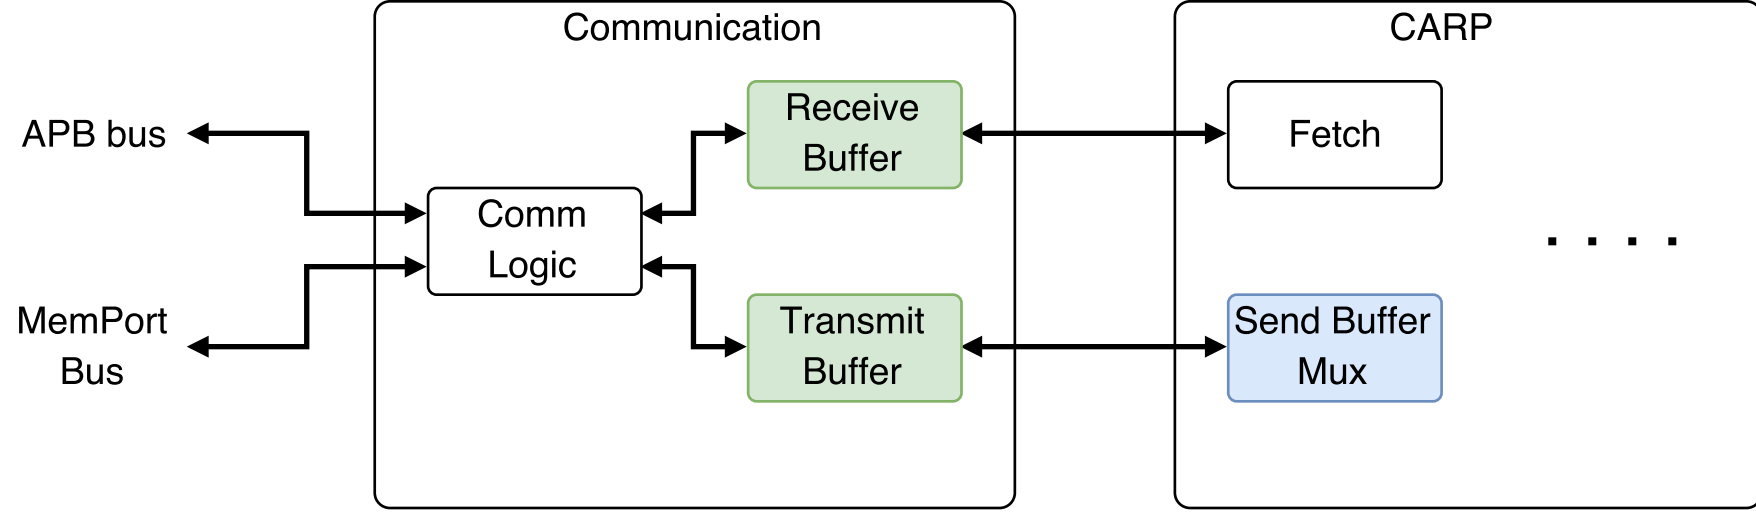 Communication
CARP
APB bus
Receive
Buffer
Fetch
Comm
Logic
. . . .
MemPort
Bus
Transmit
Buffer
Send Buffer
Mux